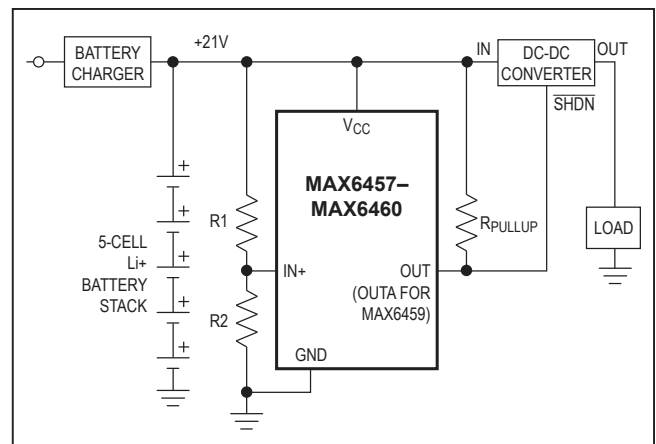 BATTERY
CHARGER
+21V
IN
DC-DC
CONVERTER
OUT
SHDN
VCC
MAX6457–
MAX6460
R1
RPULLUP
LOAD
+
+
5-CELL
Li+
BATTERY
STACK
+
+
+
IN+
OUT
(OUTA FOR
MAX6459)
R2
GND